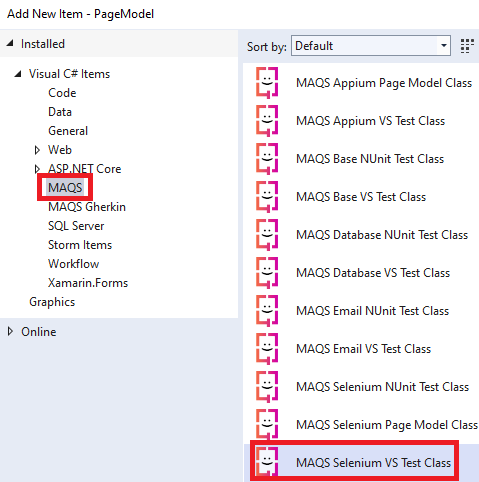 Add New Item - PageModel
Installed
Sort by: Default
Visual C# Items
Code
Data
General
Web
ASP.NET Core
MAQS
MAQS Gherkin
SQL Server
Storm Items
Workflow
Xamarin.Forms
Graphics
Online
MAQS Appium Page Model Class
MAQS Appium VS Test Class
MAQS Base NUnit Test Class
MAQS Base VS Test Class
MAQS Database NUnit Test Class
MAQS Database VS Test Class
MAQS Email NUnit Test Class
MAQS Email VS Test Class
MAQS Selenium NUnit Test Class
MAQS Selenium Page Model Class
MAQS Selenium VS Test Class